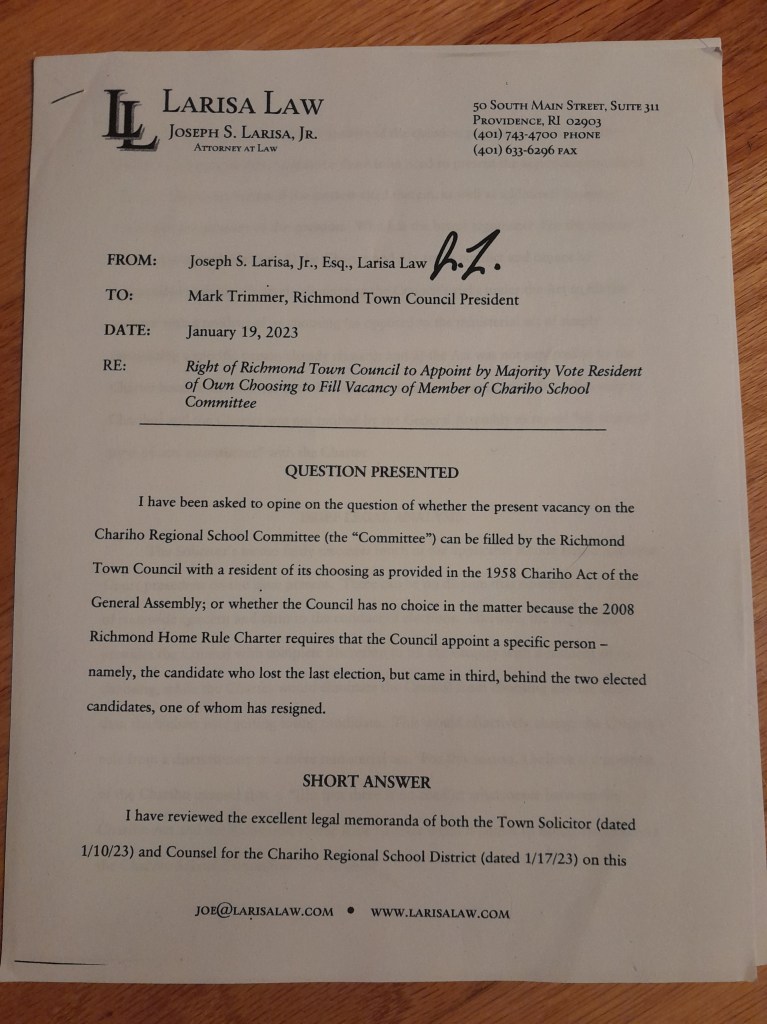 LL LARISA LAW
JOSEPH S. LARISA, JR.
ATTORNEY AT LAW
50 SOUTH MAIN STREET, SUITE 311
PROVIDENCE, RI 02903
(401) 743-4700 PHONE
(401) 633-6296 FAX
FROM: Joseph S. Larisa, Jr., Esq., Larisa Law
TO: Mark Trimmer, Richmond Town Council President
DATE: January 19, 2023
RE: Right of Richmond Town Council to Appoint by Majority Vote Resident
of Own Choosing to Fill Vacancy of Member of Chariho School
Committee
QUESTION PRESENTED
I have been asked to opine on the question of whether the present vacancy on the
Chariho Regional School Committee (the “Committee”) can be filled by the Richmond
Town Council with a resident of its choosing as provided in the 1958 Chariho Act of the
General Assembly; or whether the Council has no choice in the matter because the 2008
Richmond Home Rule Charter requires that the Council appoint a specific person –
namely, the candidate who lost the last election, but came in third, behind the two elected
candidates, one of whom has resigned.
SHORT ANSWER
I have reviewed the excellent legal memoranda of both the Town Solicitor (dated
1/10/23) and Counsel for the Chariho Regional School District (dated 1/17/23) on this
JOE@LARISALAW.COM • WWW.LARISALAW.COM